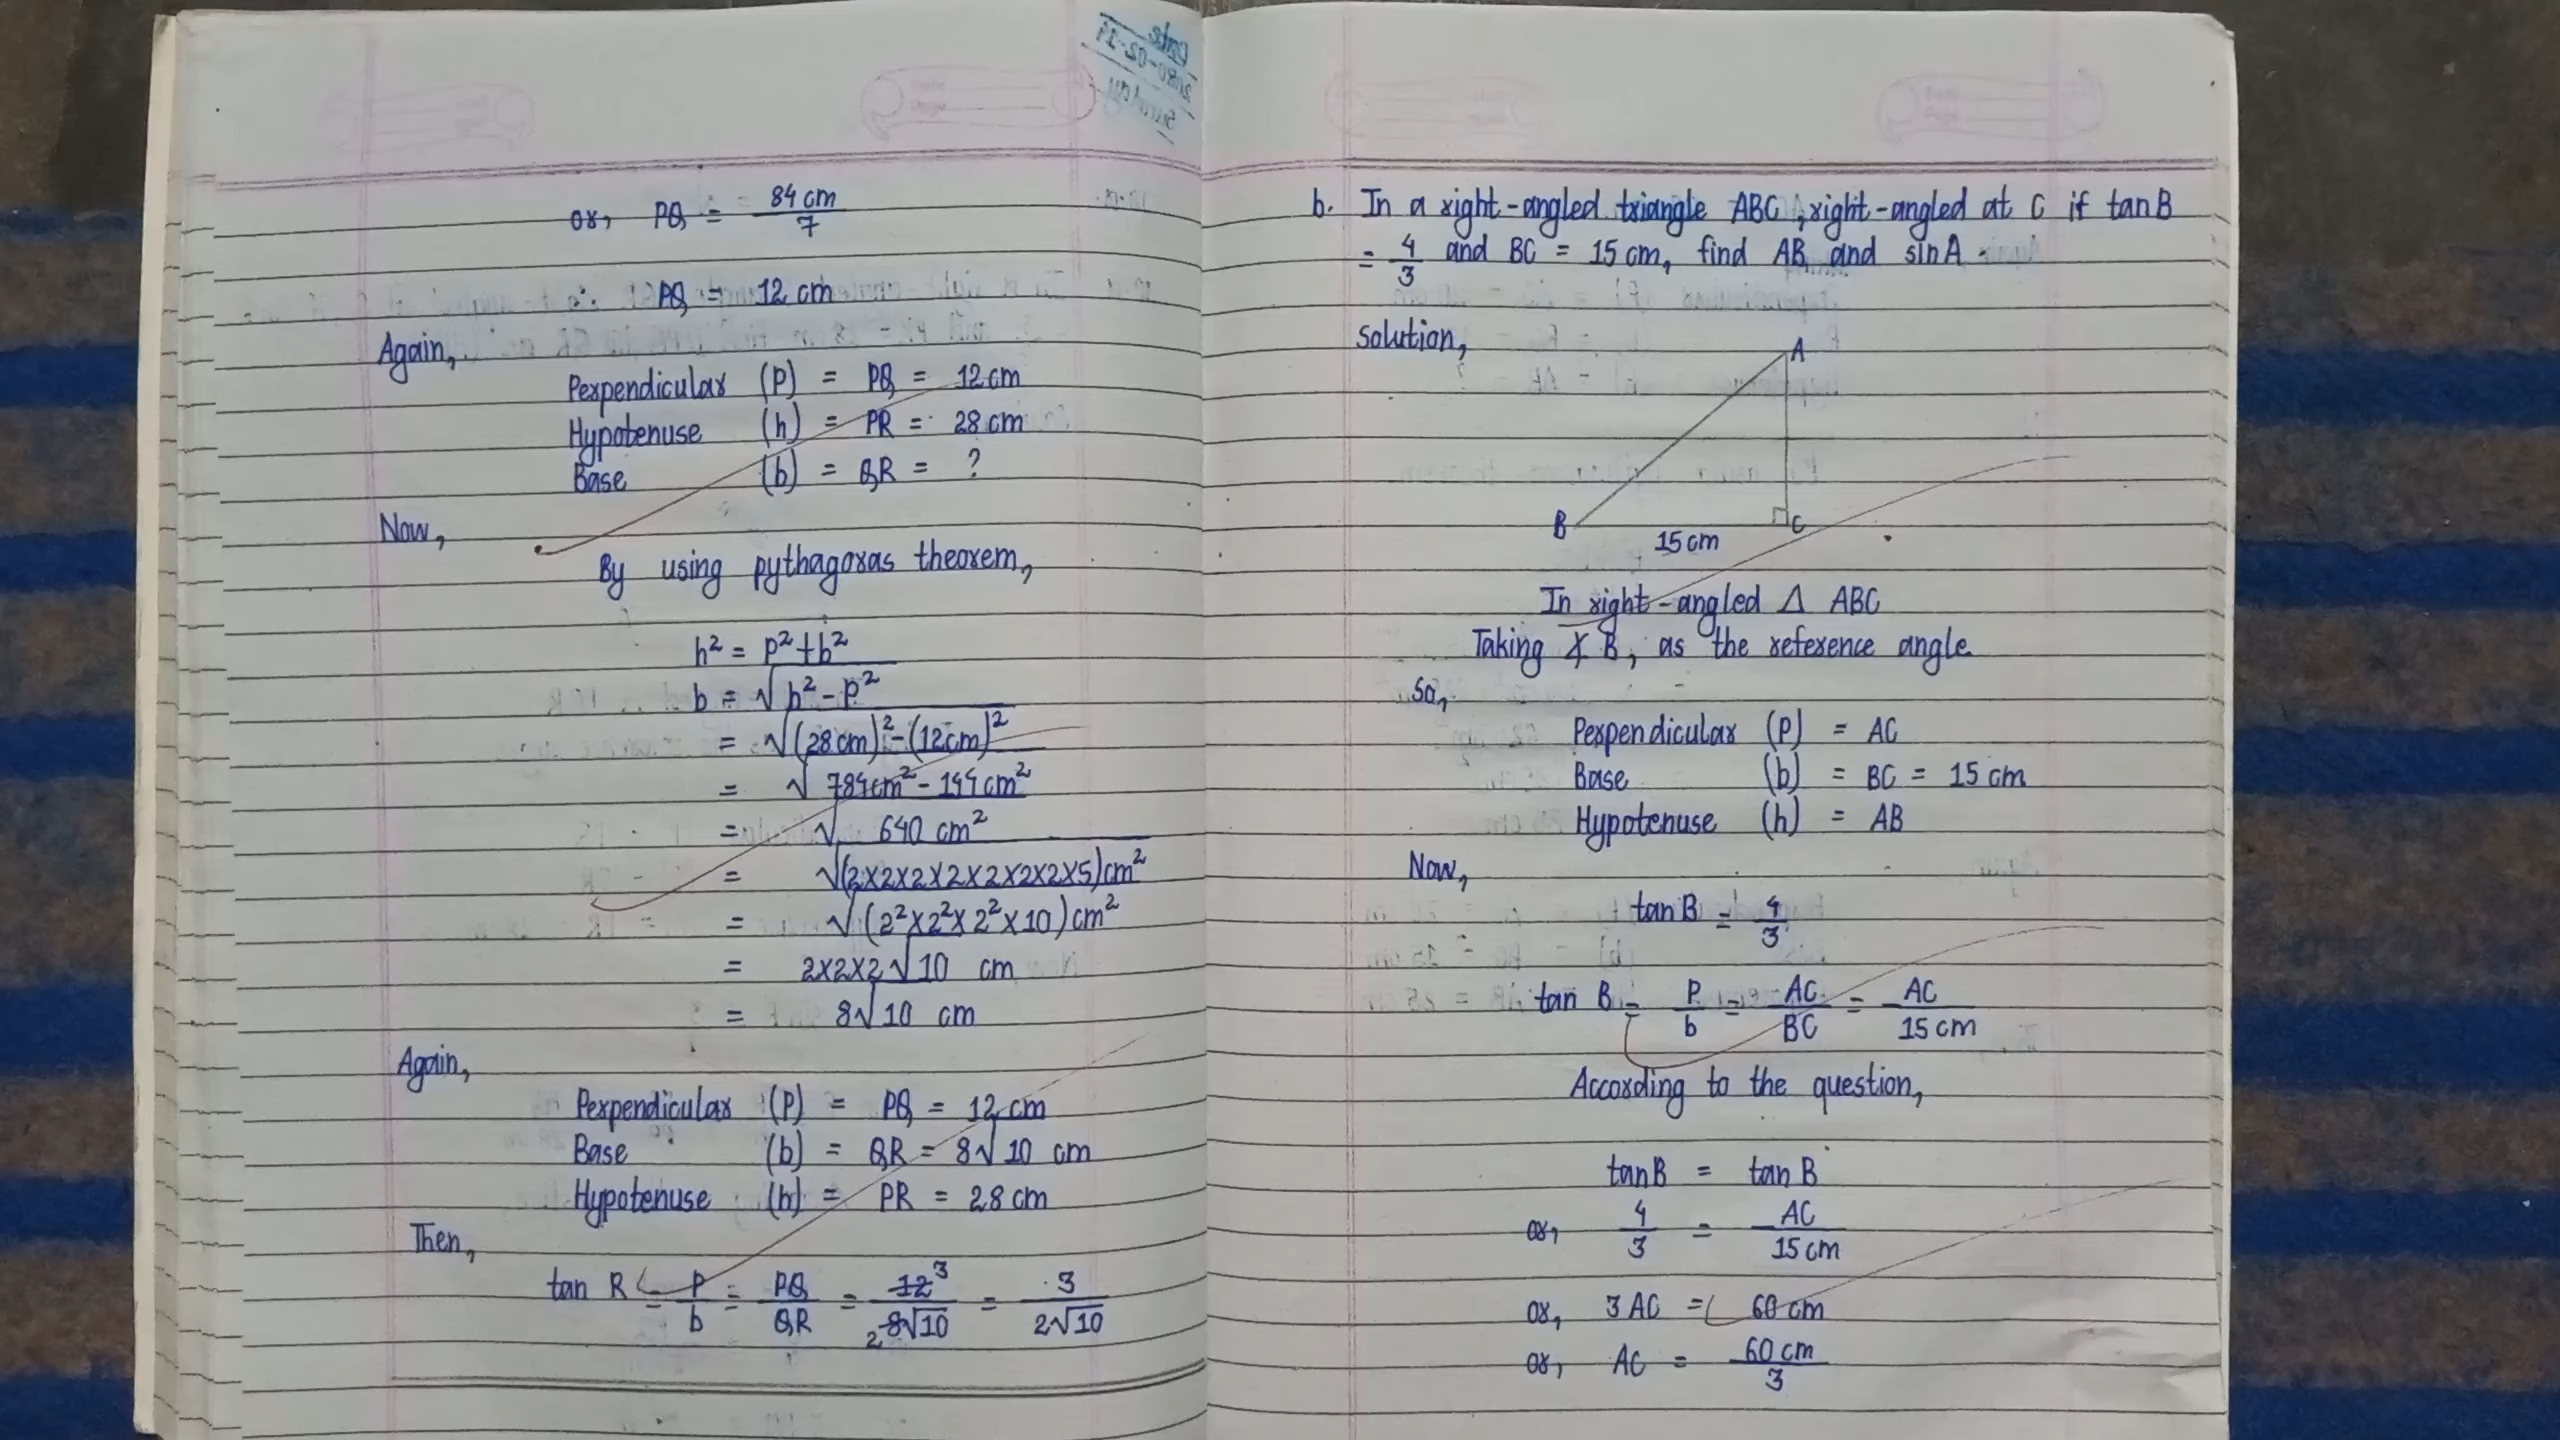 or, PQ = 84 cm / 7
PQ = 12 cm
Again,
Perpendicular (p) = PQ = 12 cm
Hypotenuse (h) = PR = 28 cm
Base (b) = QR = ?
Now,
By using pythagoras theorem,
h² = p² + b²
b = √h² - p²
= √(28 cm)² - (12 cm)²
= √784 cm² - 144 cm²
= √640 cm²
= √(2×2×2×2×2×2×2×5) cm²
= √(2²×2²×2²×10) cm²
= 2×2×2√10 cm
= 8√10 cm
Again,
Perpendicular (p) = PQ = 12 cm
Base (b) = QR = 8√10 cm
Hypotenuse (h) = PR = 28 cm
Then,
tan R = p / b = PQ / QR = 12 3 / 2 8√10 = 3 / 2√10
b. In a right-angled triangle ABC, right-angled at C if tan B
= 4/3 and BC = 15 cm, find AB and sin A.
Solution,
A
B
C
15 cm
In right-angled Δ ABC
Taking ∡ B, as the reference angle
So,
Perpendicular (p) = AC
Base (b) = BC = 15 cm
Hypotenuse (h) = AB
Now,
tan B = 4/3
tan B = p / b = AC / BC = AC / 15 cm
According to the question,
tan B = tan B
or, 4/3 = AC / 15 cm
or, 3 AC = 60 cm
or, AC = 60 cm / 3